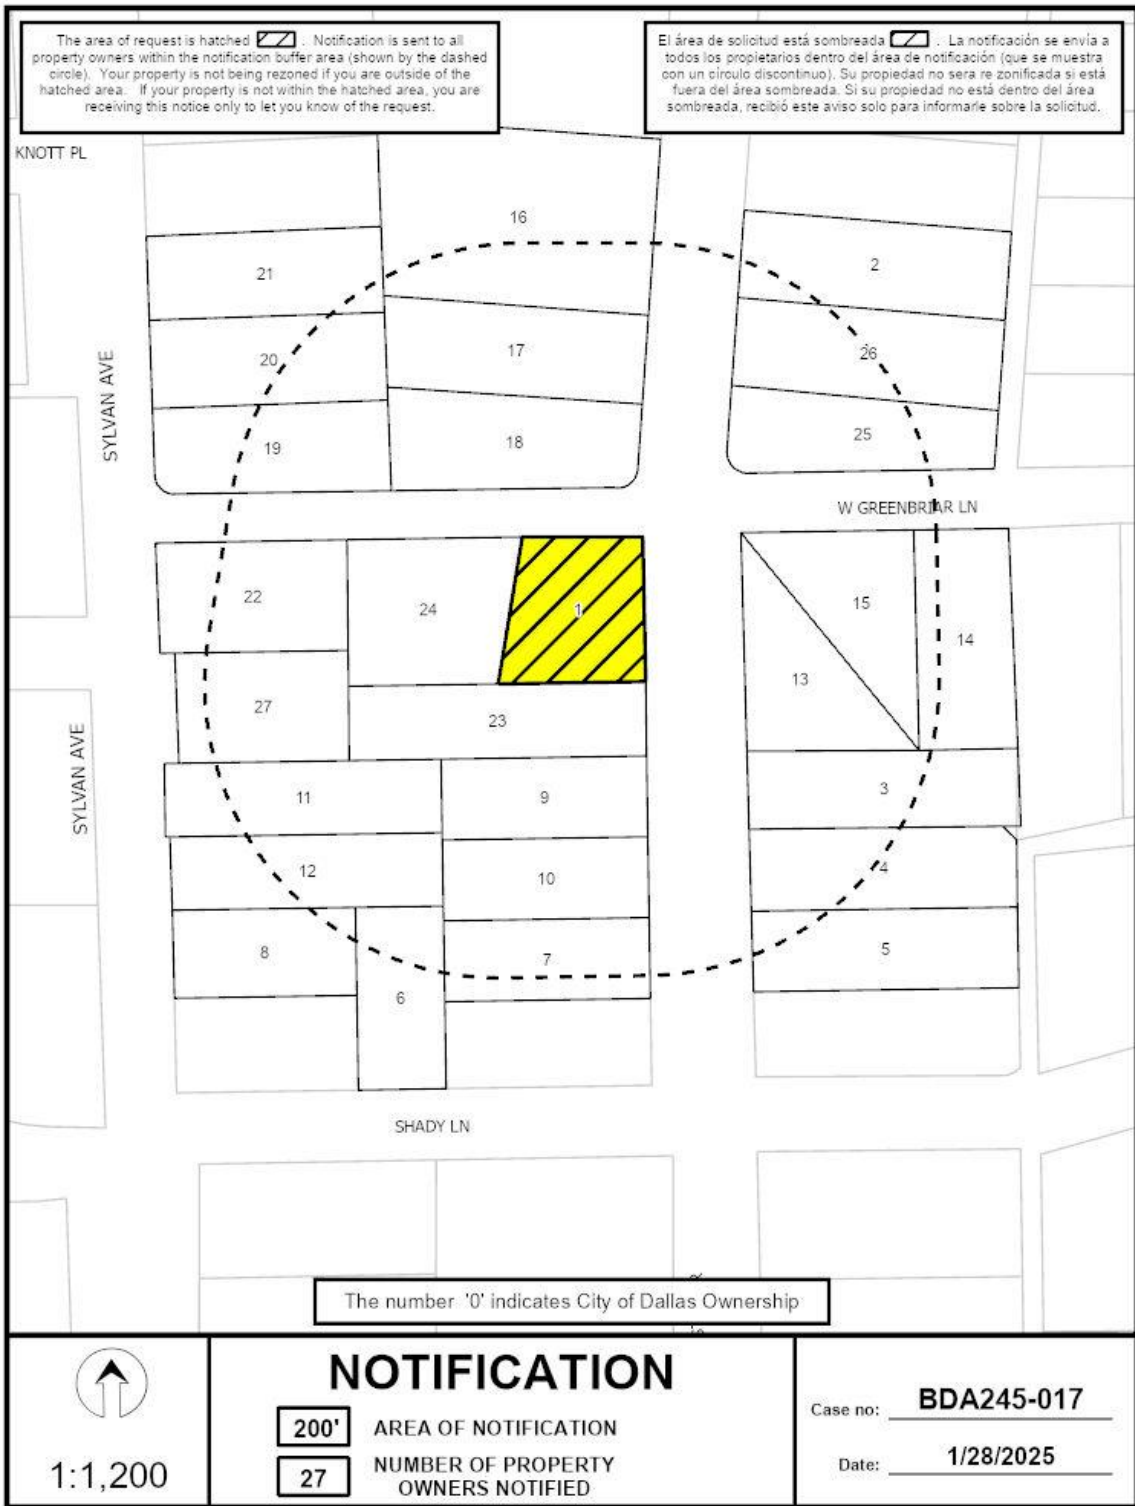 The area of request is hatched . Notification is sent to all
property owners within the notification buffer area (shown by the dashed
circle). Your property is not being rezoned if you are outside of the
hatched area. If your property is not within the hatched area, you are
receiving this notice only to let you know of the request.
El área de solicitud está sombreada . La notificación se envia a
todos los propietarios dentro del área de notificación (que se muestra
con un círculo discontinuo). Su propiedad no sera re zonificada si está
fuera del área sombreada. Si su propiedad no está dentro del área
sombreada, recibió este aviso solo para informarle sobre la solicitud.
KNOTT PL
16
2
21
17
26
20
SYLVAN AVE
25
18
19
W GREENBRIAR LN
22
24
1
15
14
13
27
23
SYLVAN AVE
11
9
3
12
10
4
8
7
5
6
SHADY LN
The number '0' indicates City of Dallas Ownership
1:1,200
NOTIFICATION
200' AREA OF NOTIFICATION
27 NUMBER OF PROPERTY
OWNERS NOTIFIED
Case no: BDA245-017
Date: 1/28/2025